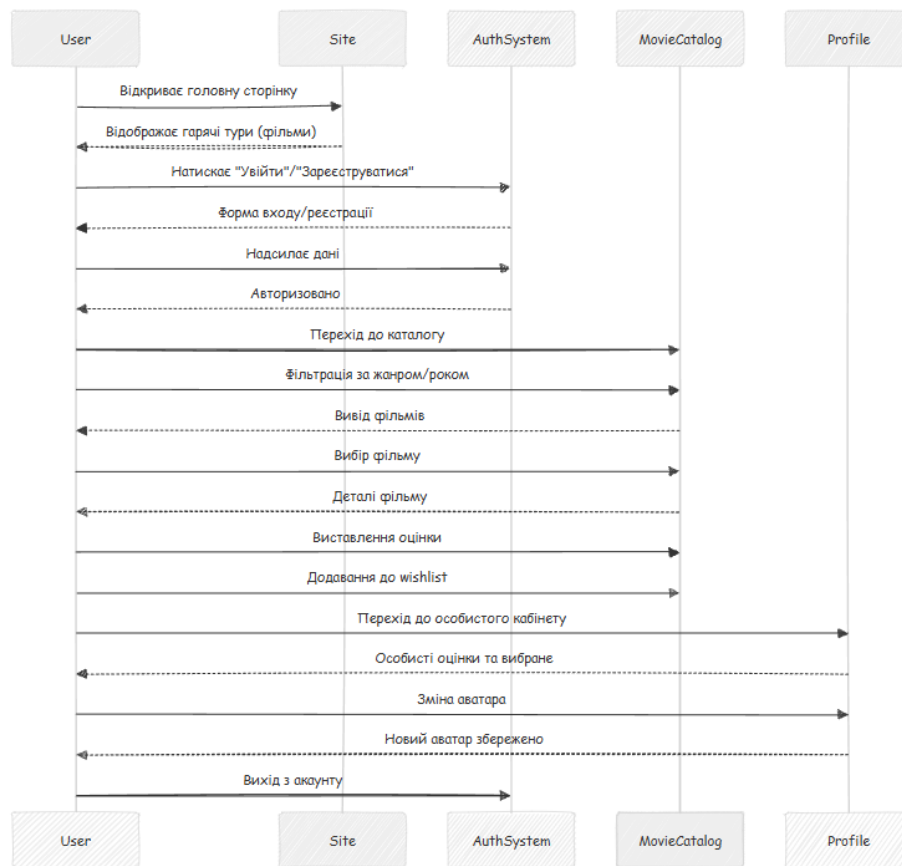 User Site AuthSystem MovieCatalog Profile
Відкриває головну сторінку
Відображає гарячі тури (фільми)
Натискає "Увійти"/"Зареєструватися"
Форма входу/реєстрації
Надсилає дані
Авторизовано
Перехід до каталогу
Фільтрація за жанром/роком
Вивід фільмів
Вибір фільму
Деталі фільму
Виставлення оцінки
Додавання до wishlist
Перехід до особистого кабінету
Особисті оцінки та вибране
Зміна аватара
Новий аватар збережено
Вихід з акаунту
User Site AuthSystem MovieCatalog Profile